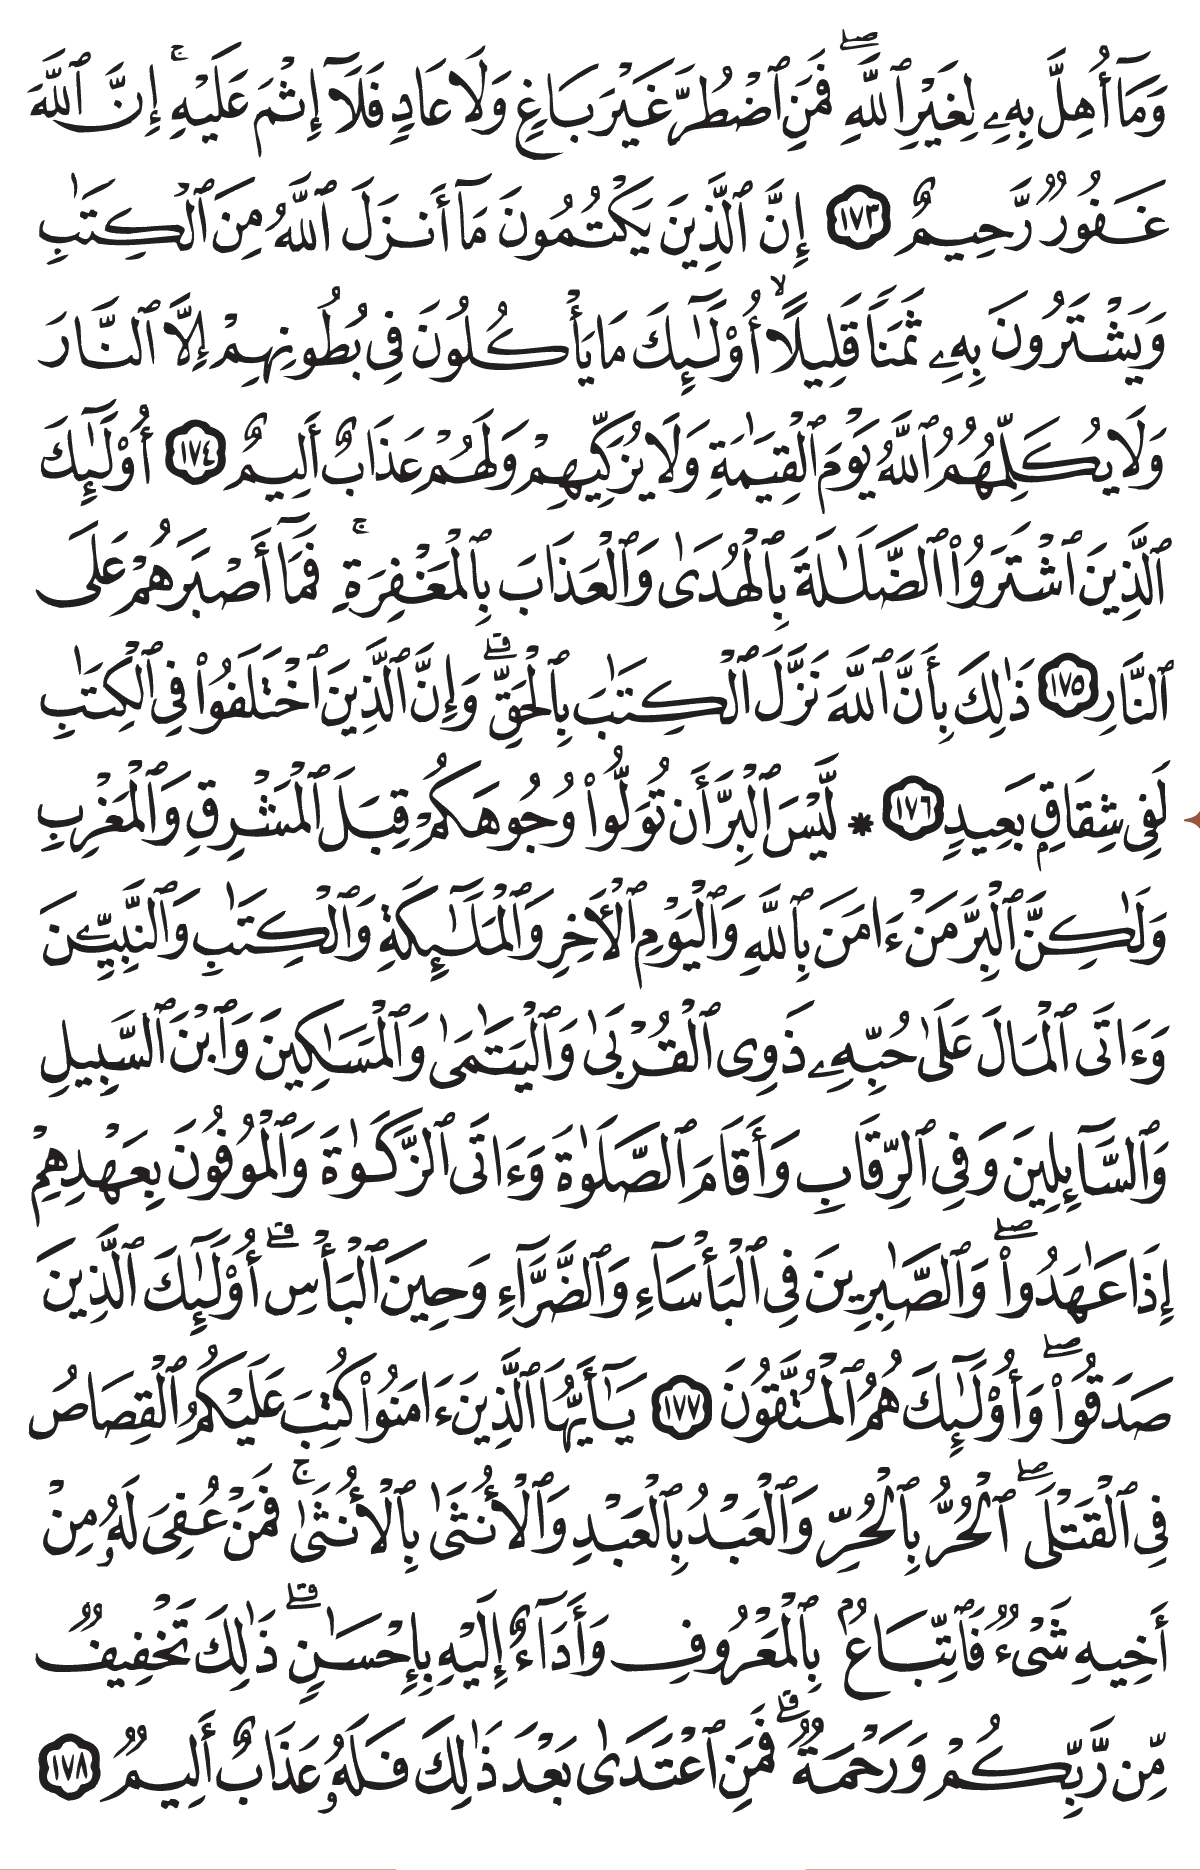 وَمَآ أُهِلَّ بِهِۦ لِغَيۡرِ ٱللَّهِۖ فَمَنِ ٱضۡطُرَّ غَيۡرَ بَاغٖ وَلَا عَادٖ فَلَآ إِثۡمَ عَلَيۡهِۚ إِنَّ ٱللَّهَ
غَفُورٞ رَّحِيمٌ ١٧٣ إِنَّ ٱلَّذِينَ يَكۡتُمُونَ مَآ أَنزَلَ ٱللَّهُ مِنَ ٱلۡكِتَٰبِ
وَيَشۡتَرُونَ بِهِۦ ثَمَنٗا قَلِيلًاۙ أُوْلَٰٓئِكَ مَا يَأۡكُلُونَ فِي بُطُونِهِمۡ إِلَّا ٱلنَّارَ
وَلَا يُكَلِّمُهُمُ ٱللَّهُ يَوۡمَ ٱلۡقِيَٰمَةِ وَلَا يُزَكِّيهِمۡ وَلَهُمۡ عَذَابٌ أَلِيمٌ ١٧٤ أُوْلَٰٓئِكَ
ٱلَّذِينَ ٱشۡتَرَوُاْ ٱلضَّلَٰلَةَ بِٱلۡهُدَىٰ وَٱلۡعَذَابَ بِٱلۡمَغۡفِرَةِۚ فَمَآ أَصۡبَرَهُمۡ عَلَى
ٱلنَّارِ ١٧٥ ذَٰلِكَ بِأَنَّ ٱللَّهَ نَزَّلَ ٱلۡكِتَٰبَ بِٱلۡحَقِّۗ وَإِنَّ ٱلَّذِينَ ٱخۡتَلَفُواْ فِي ٱلۡكِتَٰبِ
لَفِي شِقَاقِۭ بَعِيدٖ ١٧٦ ۞ لَّيۡسَ ٱلۡبِرَّ أَن تُوَلُّواْ وُجُوهَكُمۡ قِبَلَ ٱلۡمَشۡرِقِ وَٱلۡمَغۡرِبِ
وَلَٰكِنَّ ٱلۡبِرَّ مَنۡ ءَامَنَ بِٱللَّهِ وَٱلۡيَوۡمِ ٱلۡأٓخِرِ وَٱلۡمَلَٰٓئِكَةِ وَٱلۡكِتَٰبِ وَٱلنَّبِيِّـۧنَ
وَءَاتَى ٱلۡمَالَ عَلَىٰ حُبِّهِۦ ذَوِي ٱلۡقُرۡبَىٰ وَٱلۡيَتَٰمَىٰ وَٱلۡمَسَٰكِينَ وَٱبۡنَ ٱلسَّبِيلِ
وَٱلسَّآئِلِينَ وَفِي ٱلرِّقَابِ وَأَقَامَ ٱلصَّلَوٰةَ وَءَاتَى ٱلزَّكَوٰةَ وَٱلۡمُوفُونَ بِعَهۡدِهِمۡ
إِذَا عَٰهَدُواْۖ وَٱلصَّٰبِرِينَ فِي ٱلۡبَأۡسَآءِ وَٱلضَّرَّآءِ وَحِينَ ٱلۡبَأۡسِۗ أُوْلَٰٓئِكَ ٱلَّذِينَ
صَدَقُواْۖ وَأُوْلَٰٓئِكَ هُمُ ٱلۡمُتَّقُونَ ١٧٧ يَٰٓأَيُّهَا ٱلَّذِينَ ءَامَنُواْ كُتِبَ عَلَيۡكُمُ ٱلۡقِصَاصُ
فِي ٱلۡقَتۡلَىۖ ٱلۡحُرُّ بِٱلۡحُرِّ وَٱلۡعَبۡدُ بِٱلۡعَبۡدِ وَٱلۡأُنثَىٰ بِٱلۡأُنثَىٰۚ فَمَنۡ عُفِيَ لَهُۥ مِنۡ
أَخِيهِ شَيۡءٞ فَٱتِّبَاعُۢ بِٱلۡمَعۡرُوفِ وَأَدَآءٌ إِلَيۡهِ بِإِحۡسَٰنٖۗ ذَٰلِكَ تَخۡفِيفٞ
مِّن رَّبِّكُمۡ وَرَحۡمَةٞۗ فَمَنِ ٱعۡتَدَىٰ بَعۡدَ ذَٰلِكَ فَلَهُۥ عَذَابٌ أَلِيمٞ ١٧٨